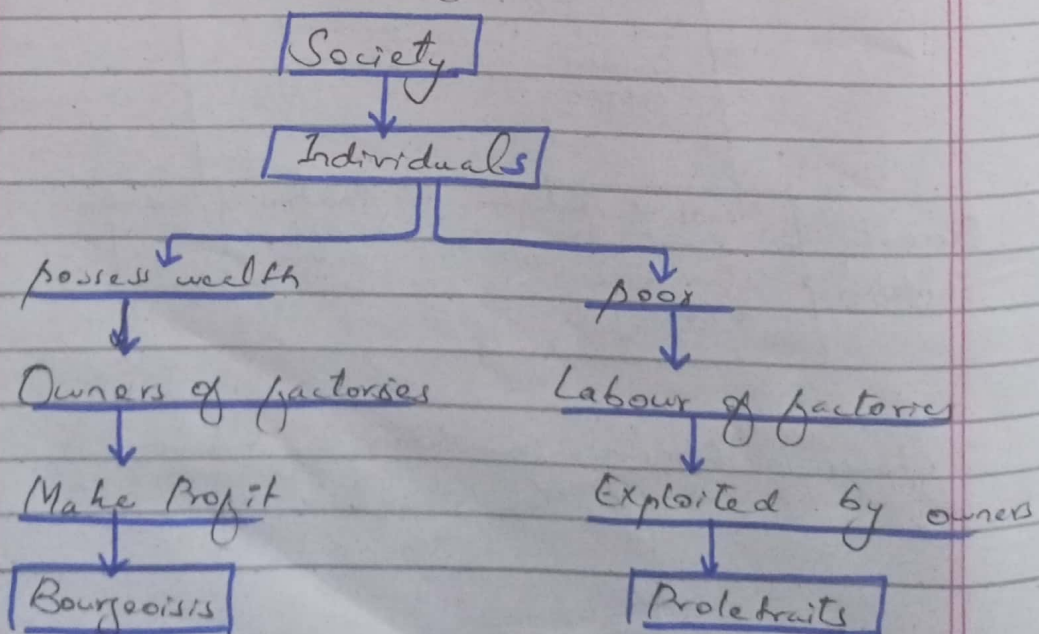 Society
Individuals
possess wealth poor
Owners of factories Labour of factories
Make Profit Exploited by owners
Bourgeoisis Proletraits